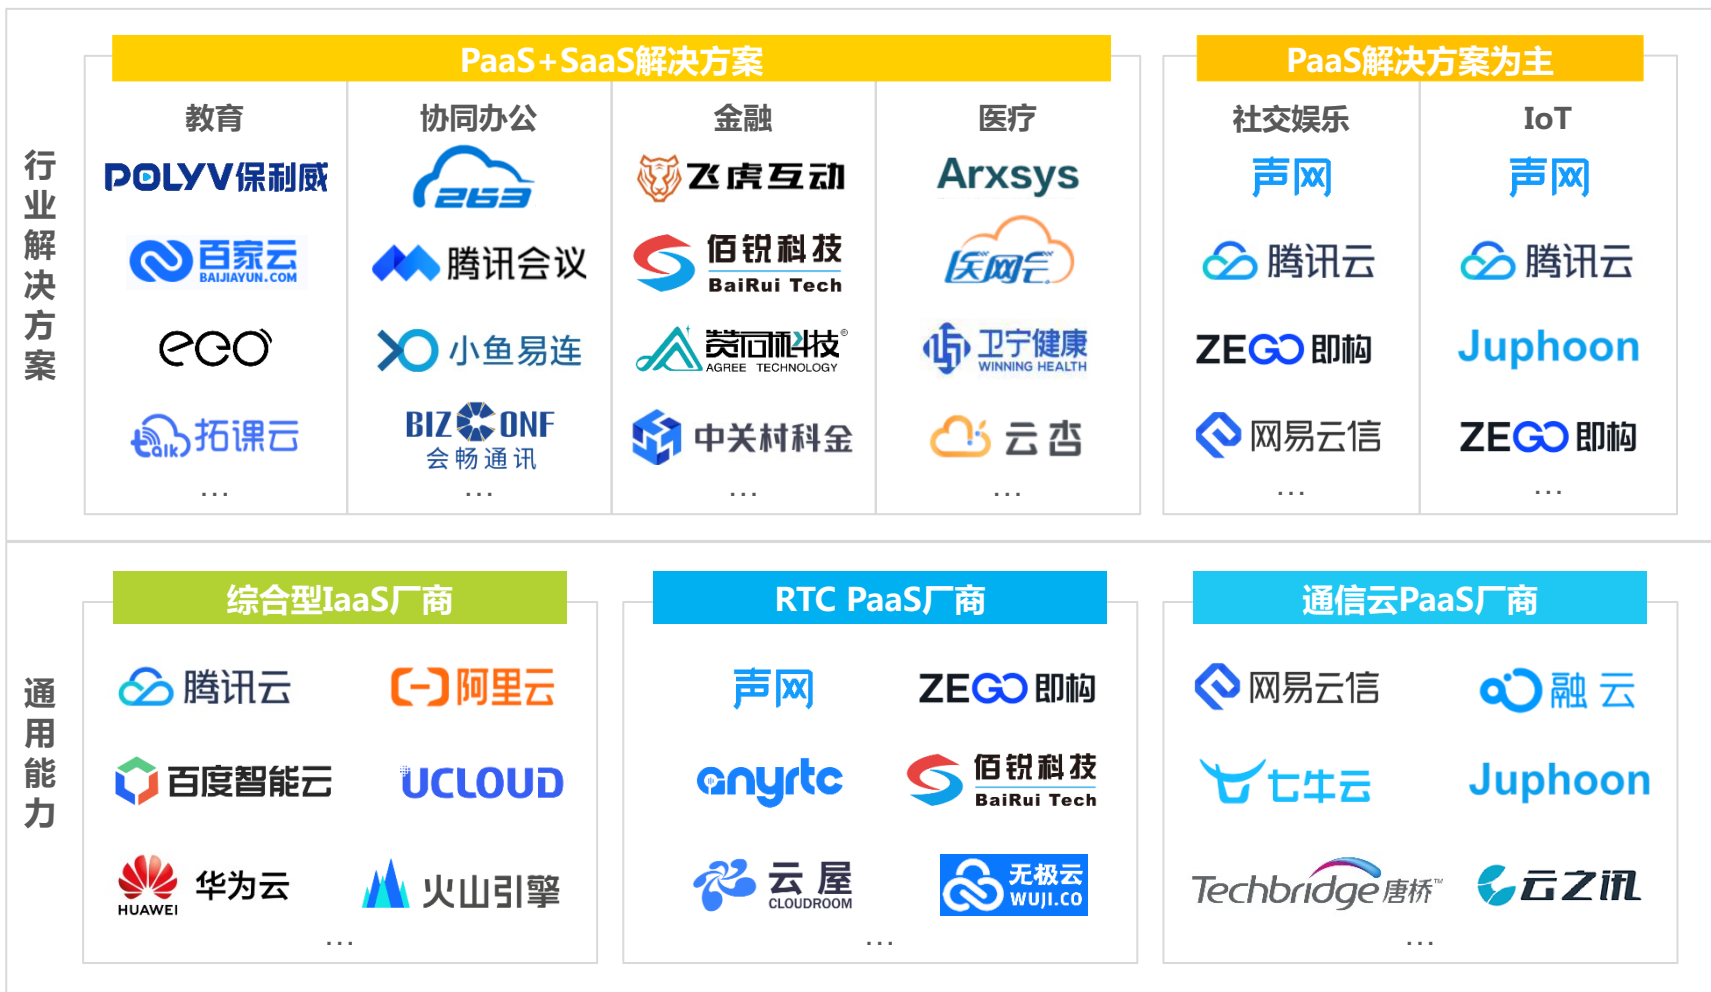 行业解决方案
PaaS+SaaS解决方案
教育
POLYV保利威
百家云
BAIJIAYUN.COM
ego
talk 拓课云
...
协同办公
263
腾讯会议
小鱼易连
BIZCONF
会畅通讯
...
金融
飞虎互动
佰锐科技
BaiRui Tech
赞同科技®
AGREE TECHNOLOGY
中关村科金
...
医疗
Arxsys
医网云
卫宁健康
WINNING HEALTH
云杏
...
PaaS解决方案为主
社交娱乐
声网
腾讯云
ZEGO即构
网易云信
...
IoT
声网
腾讯云
Juphoon
ZEGO即构
...
通用能力
综合型IaaS厂商
腾讯云
阿里云
百度智能云
UCLOUD
HUAWEI
华为云
火山引擎
...
RTC PaaS厂商
声网
ZEGO即构
anyrtc
佰锐科技
BaiRui Tech
云屋
CLOUDROOM
无极云
WUJI.CO
...
通信云PaaS厂商
网易云信
融云
七牛云
Juphoon
Techbridge唐桥™
云之讯
...